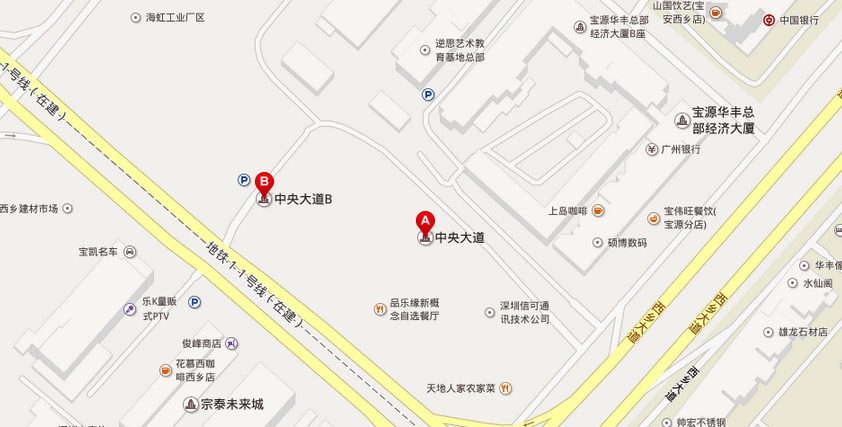 海虹工业厂区
山国饮艺(宝
安西乡店)
中国银行
宝源华丰总部
经济大厦B座
逆思艺术教
育基地总部
1号线(在建)
P
宝源华丰总
部经济大厦
广州银行
P
B
中央大道B
西乡建材市场
A
中央大道
上岛咖啡
宝伟旺餐饮(
宝源分店)
硕博数码
宝凯名车
地铁11号线(在建)
华丰傢
水仙阁
乐K量贩
式PTV
P
品乐缘新概
念自选餐厅
深圳信可通
讯技术公司
西乡大道
西乡大道
雄龙石材店
俊峰商店
花慕西咖
啡西乡店
天地人家农家菜
西乡大道
宗泰未来城
帅宏不锈钢